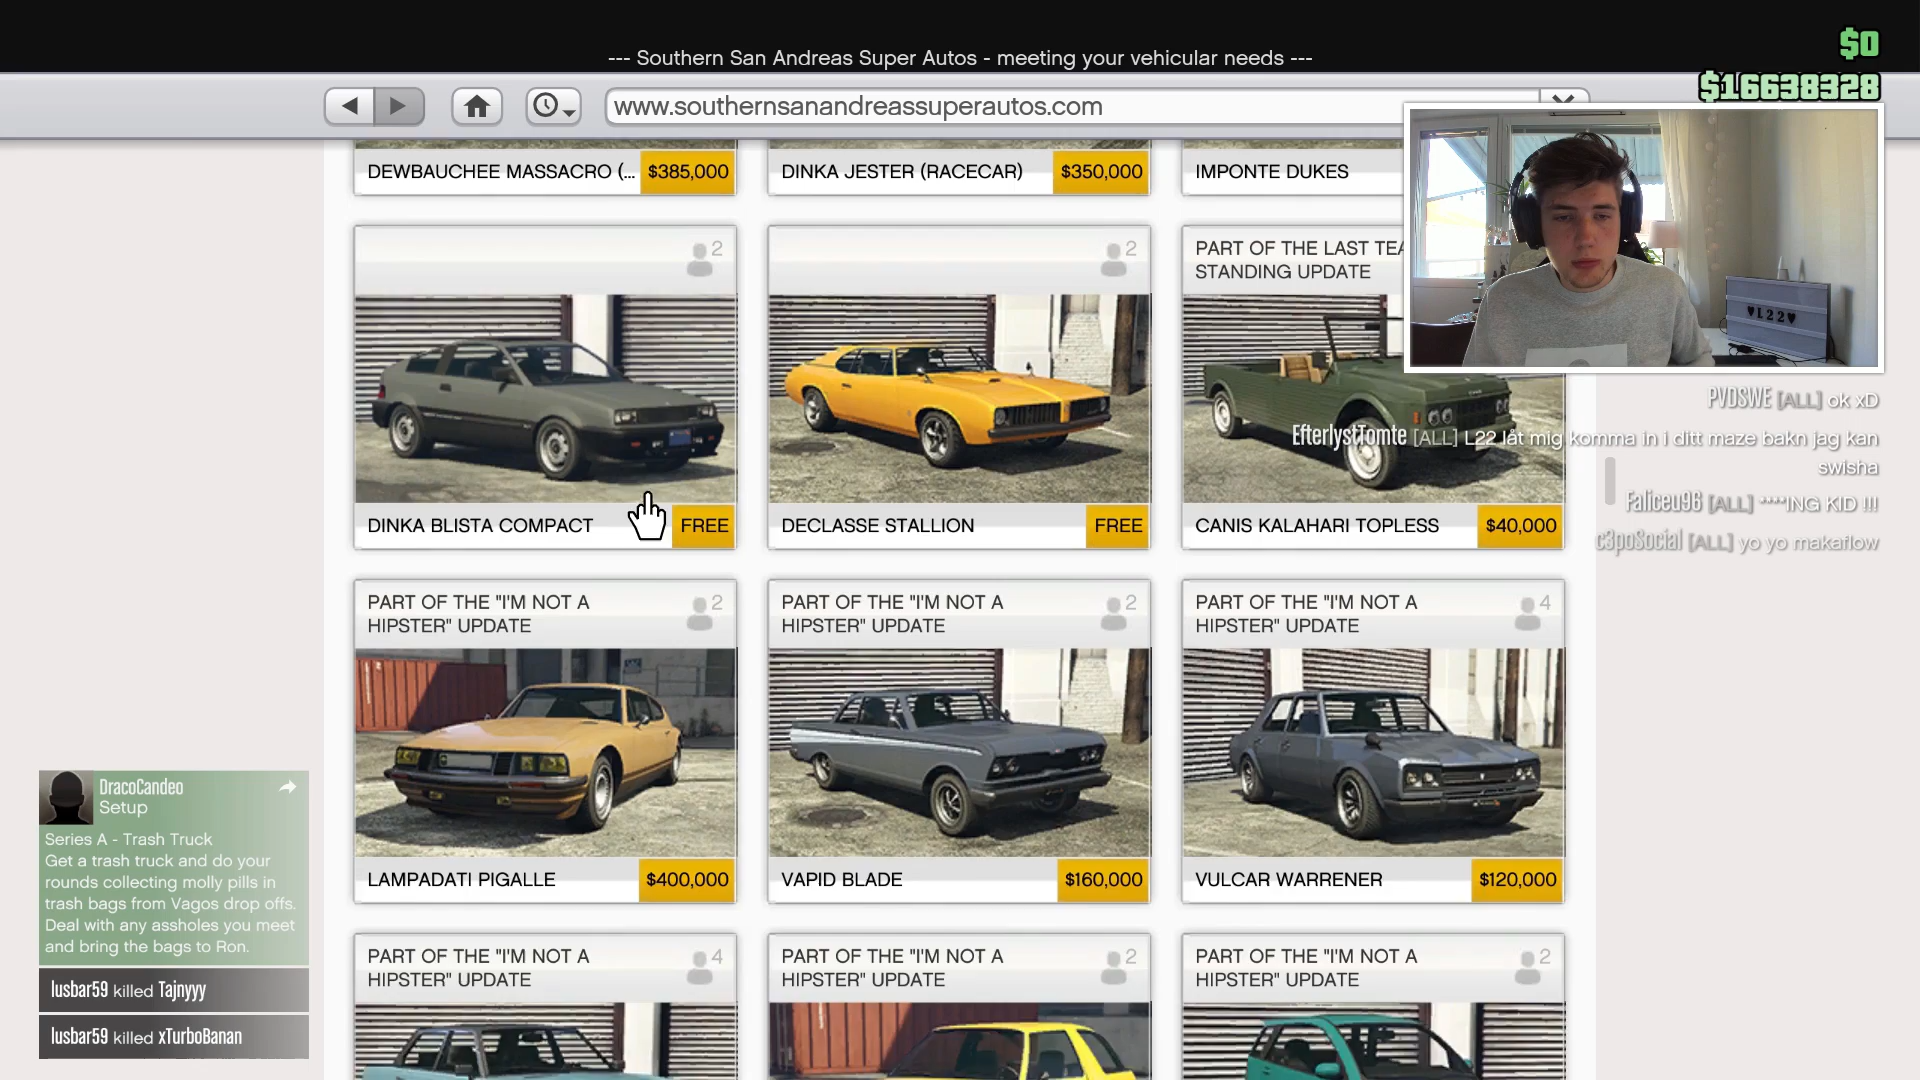 --- Southern San Andreas Super Autos - meeting your vehicular needs ---
$0
$16638328
www.southernsanandreassuperautos.com
DEWBAUCHEE MASSACRO (... $385,000
DINKA JESTER (RACECAR) $350,000
IMPONTE DUKES
2
2
PART OF THE LAST TEA
STANDING UPDATE
♥L22♥
DINKA BLISTA COMPACT FREE
DECLASSE STALLION FREE
CANIS KALAHARI TOPLESS $40,000
PVDSWE [ALL] ok xD
EfterlystTomte [ALL] L22 låt mig komma in i ditt maze bakn jag kan
swisha
Faliceu96 [ALL] ****ING KID !!!
c3poSocial [ALL] yo yo makaflow
PART OF THE "I'M NOT A
HIPSTER" UPDATE
2
PART OF THE "I'M NOT A
HIPSTER" UPDATE
2
PART OF THE "I'M NOT A
HIPSTER" UPDATE
4
LAMPADATI PIGALLE $400,000
VAPID BLADE $160,000
VULCAR WARRENER $120,000
PART OF THE "I'M NOT A
HIPSTER" UPDATE
4
PART OF THE "I'M NOT A
HIPSTER" UPDATE
2
PART OF THE "I'M NOT A
HIPSTER" UPDATE
2
DracoCandeo
Setup
Series A - Trash Truck
Get a trash truck and do your
rounds collecting molly pills in
trash bags from Vagos drop offs.
Deal with any assholes you meet
and bring the bags to Ron.
lusbar59 killed Tajnyyy
lusbar59 killed xTurboBanan